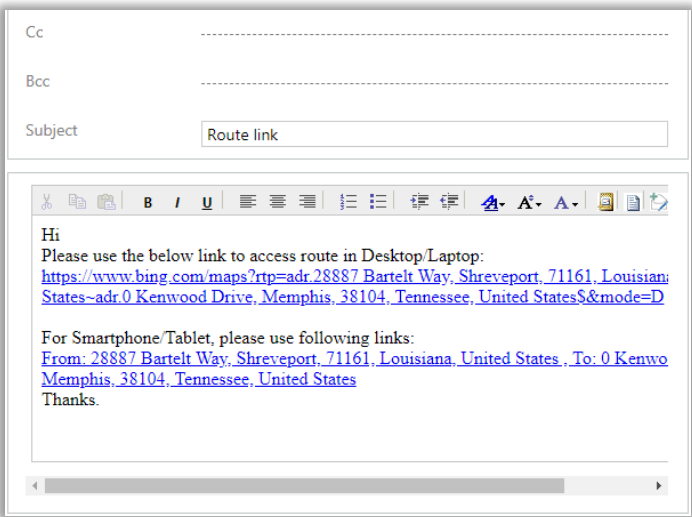 Cc
Bcc
Subject
Route link
B I U A A A
Hi
Please use the below link to access route in Desktop/Laptop:
https://www.bing.com/maps?rtp=adr.28887 Bartelt Way, Shreveport, 71161, Louisiana
States~adr.0 Kenwood Drive, Memphis, 38104, Tennessee, United States$&mode=D
For Smartphone/Tablet, please use following links:
From: 28887 Bartelt Way, Shreveport, 71161, Louisiana, United States , To: 0 Kenwo
Memphis, 38104, Tennessee, United States
Thanks.